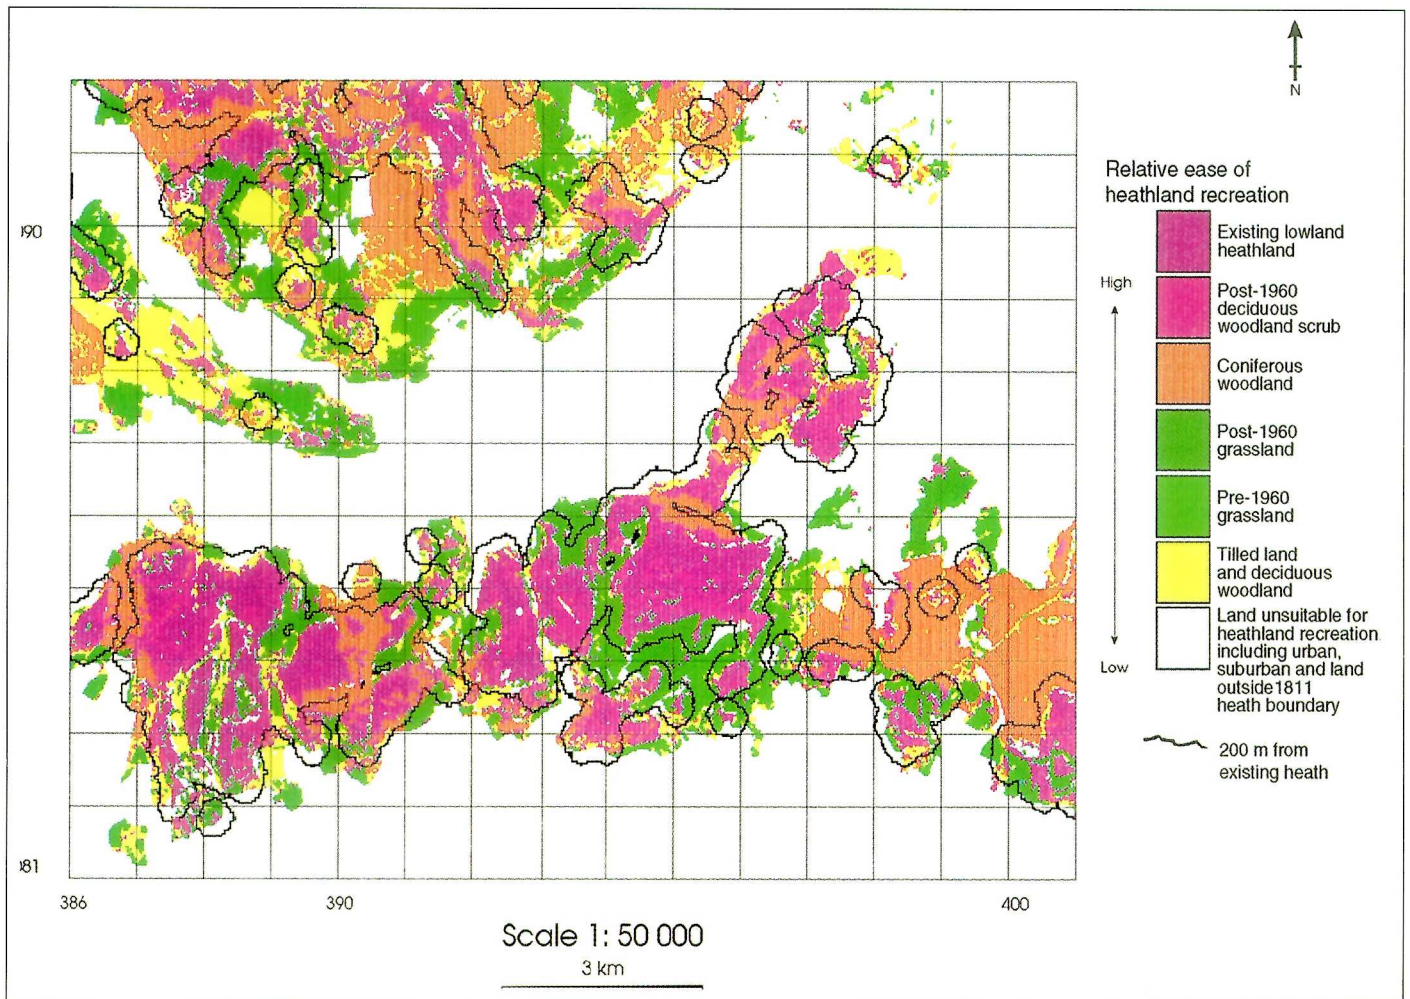 N
Relative ease of
heathland recreation
Existing lowland
heathland
High
Post-1960
deciduous
woodland scrub
Coniferous
woodland
Post-1960
grassland
Pre-1960
grassland
Tilled land
and deciduous
woodland
Low
Land unsuitable for
heathland recreation
including urban,
suburban and land
outside1811
heath boundary
200 m from
existing heath
)90
)81
386
390
400
Scale 1: 50 000
3 km